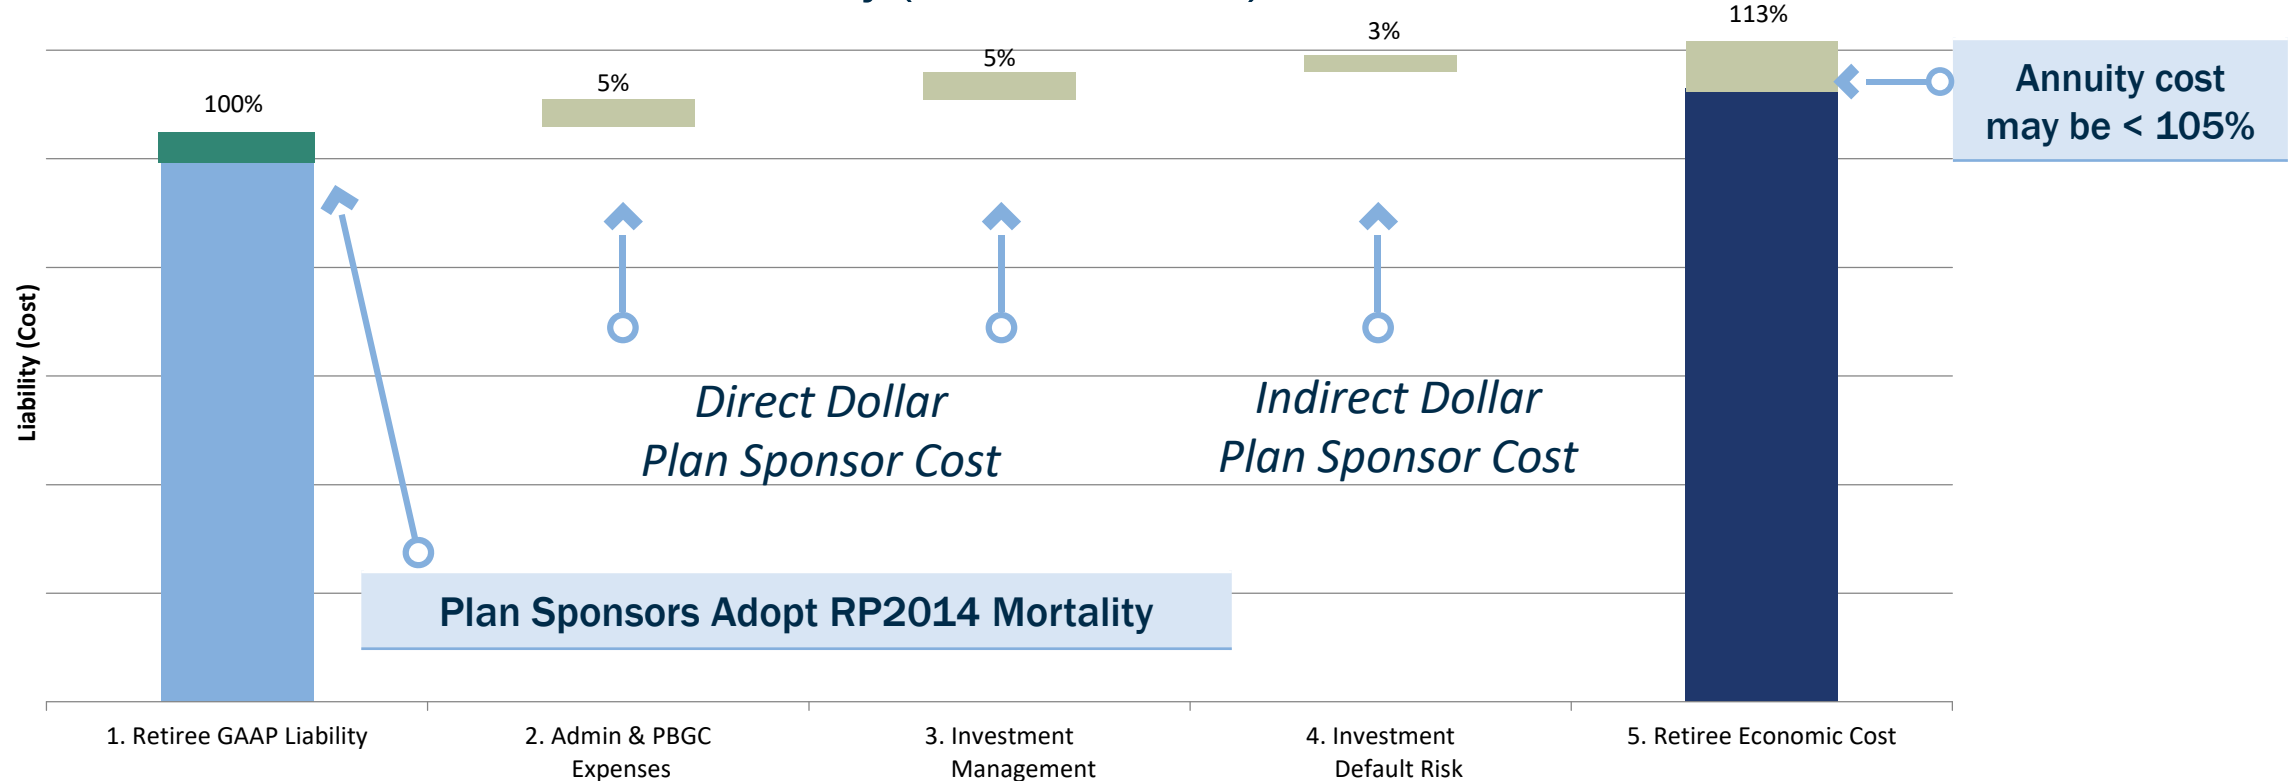 100%
5%
5%
3%
113%
Annuity cost
may be < 105%
Liability (Cost)
Direct Dollar
Plan Sponsor Cost
Indirect Dollar
Plan Sponsor Cost
Plan Sponsors Adopt RP2014 Mortality
1. Retiree GAAP Liability
2. Admin & PBGC
Expenses
3. Investment
Management
4. Investment
Default Risk
5. Retiree Economic Cost